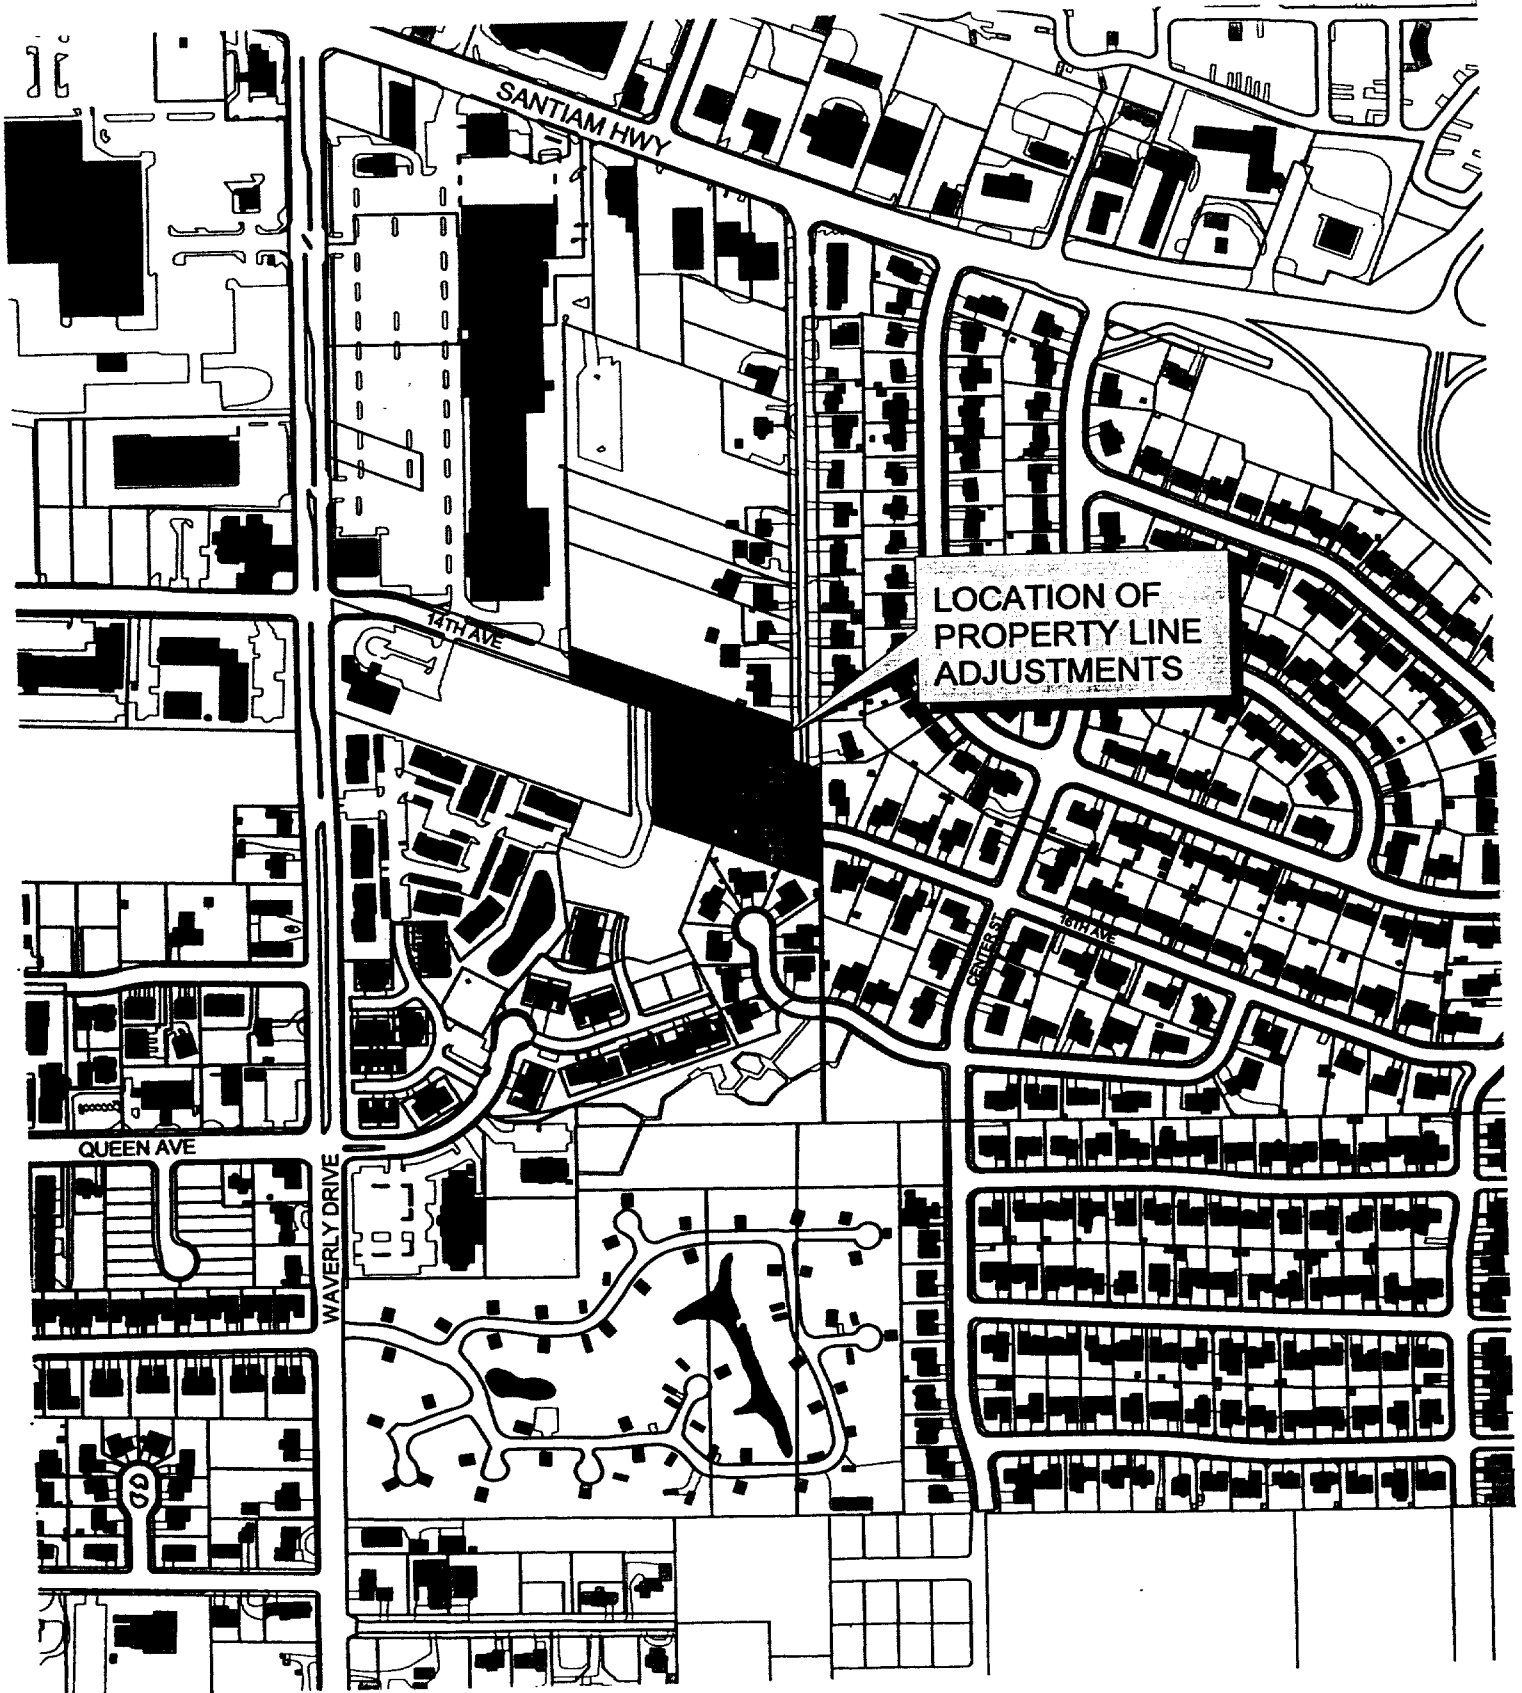 SANTIAM HWY
LOCATION OF
PROPERTY LINE
ADJUSTMENTS
14TH AVE
16TH AVE
CENTER ST
QUEEN AVE
WAVERLY DRIVE